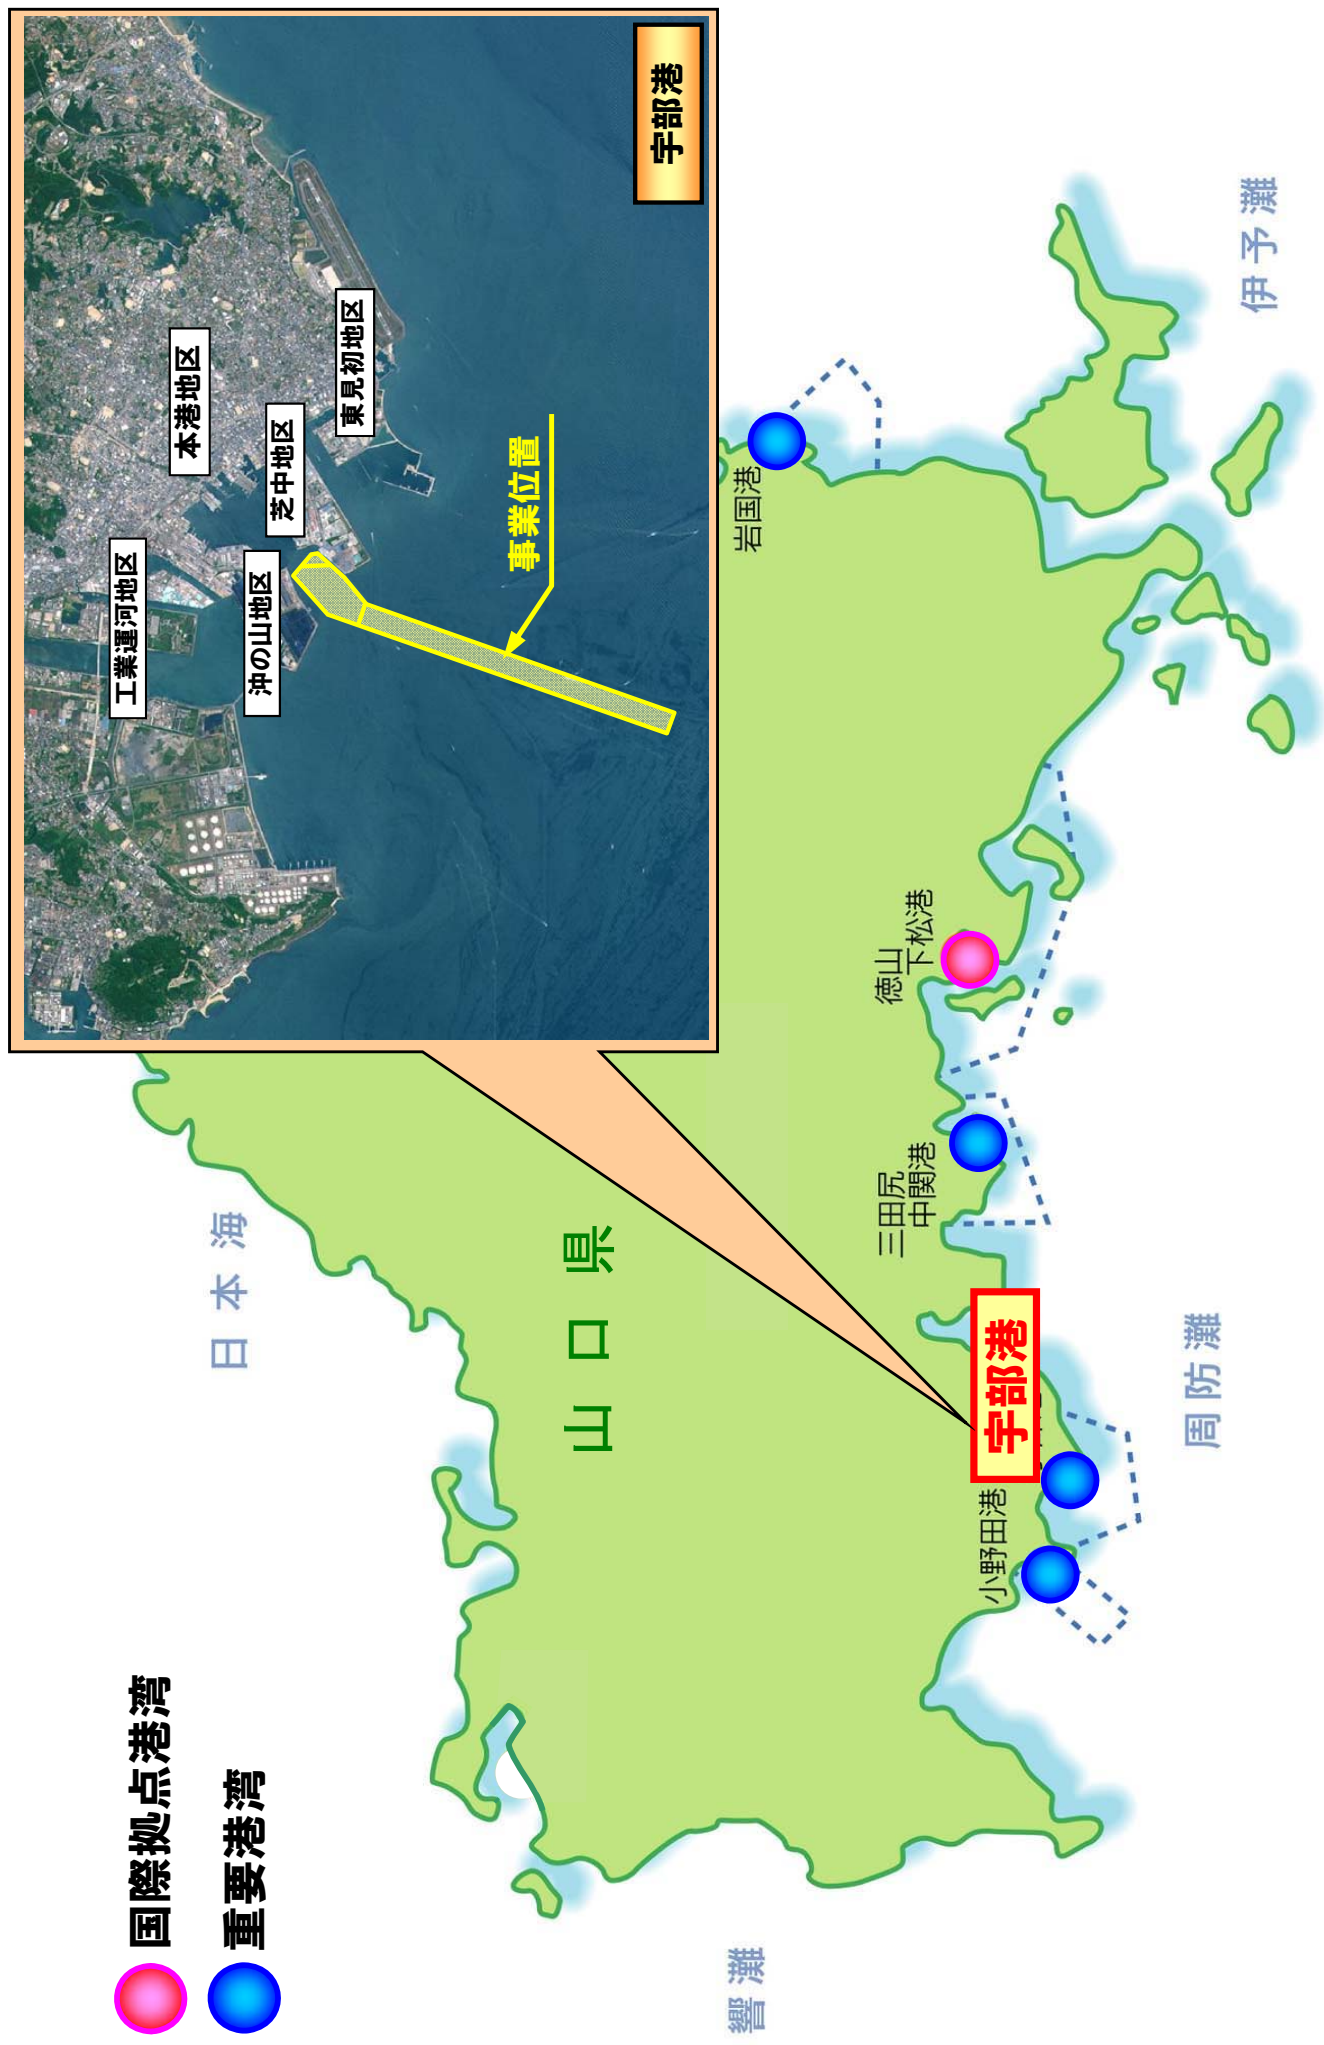 国際拠点港湾
重要港湾
日本海
響灘
山口県
周防灘
伊予灘
小野田港
宇部港
三田尻
中関港
徳山
下松港
岩国港
工業運河地区
本港地区
沖の山地区
芝中地区
東見初地区
事業位置
宇部港